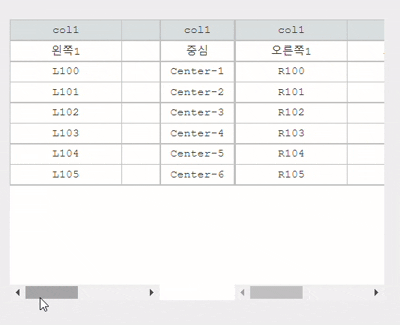 col1 col1 col1
왼쪽1 중심 오른쪽1
L100 Center-1 R100
L101 Center-2 R101
L102 Center-3 R102
L103 Center-4 R103
L104 Center-5 R104
L105 Center-6 R105